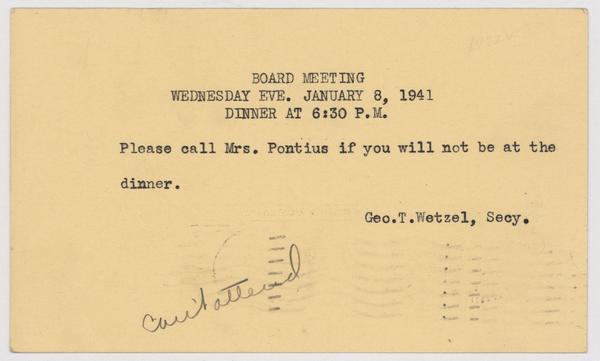 BOARD MEETING
WEDNESDAY EVE. JANUARY 8, 1941
DINNER AT 6:30 P.M.
Please call Mrs. Pontius if you will not be at the
dinner.
Geo.T.Wetzel, Secy.
can't attend